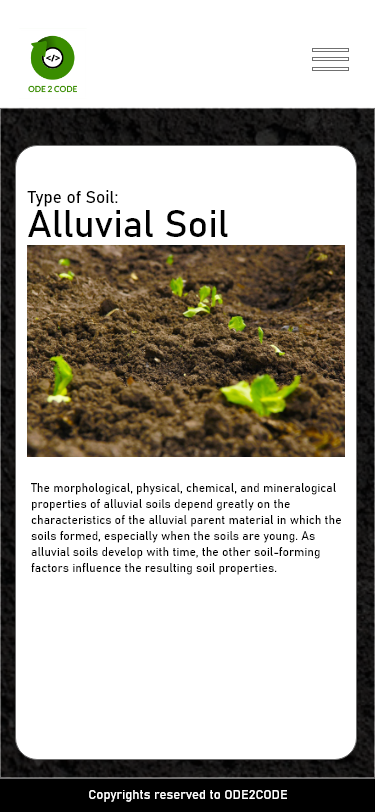 </>
ODE 2 CODE
Type of Soil:
Alluvial Soil
The morphological, physical, chemical, and mineralogical
properties of alluvial soils depend greatly on the
characteristics of the alluvial parent material in which the
soils formed, especially when the soils are young. As
alluvial soils develop with time, the other soil-forming
factors influence the resulting soil properties.
Copyrights reserved to ODE2CODE